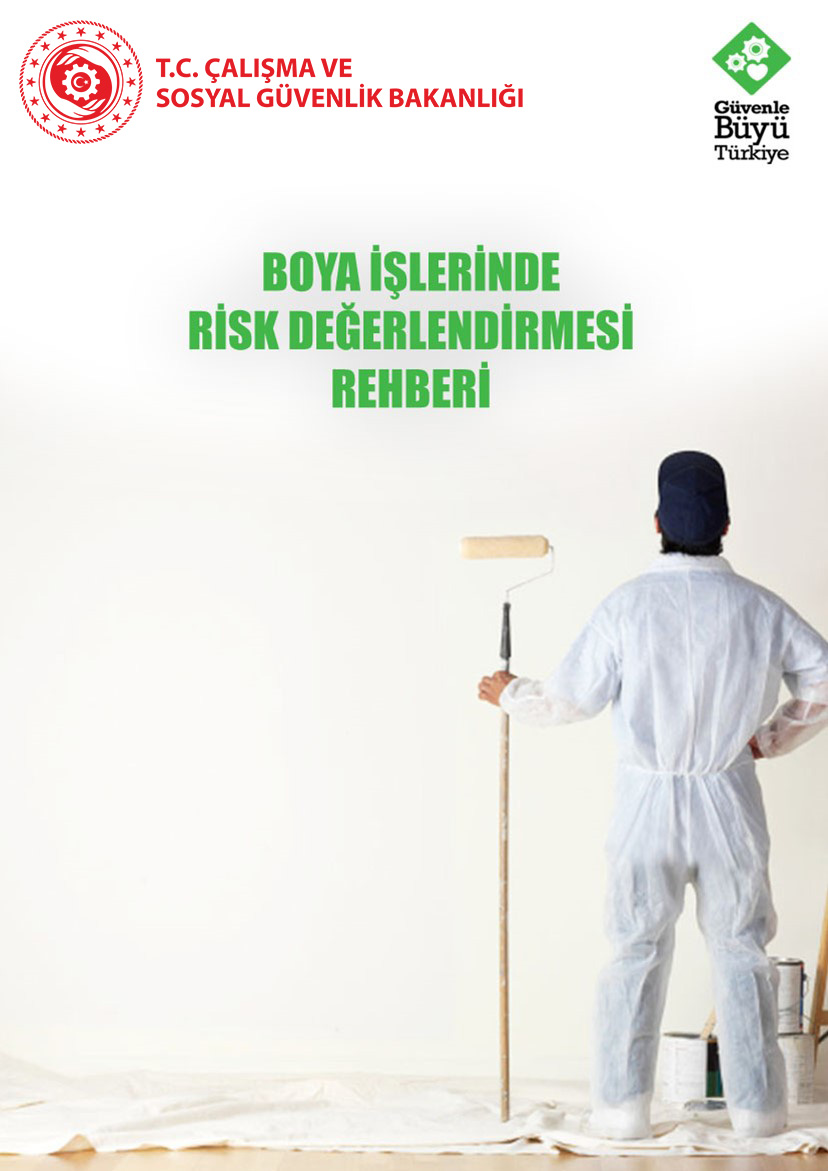 T.C. ÇALIŞMA VE
SOSYAL GÜVENLİK BAKANLIĞI
Güvenle
Büyü
Türkiye
BOYA İŞLERİNDE
RİSK DEĞERLENDİRMESİ
REHBERİ